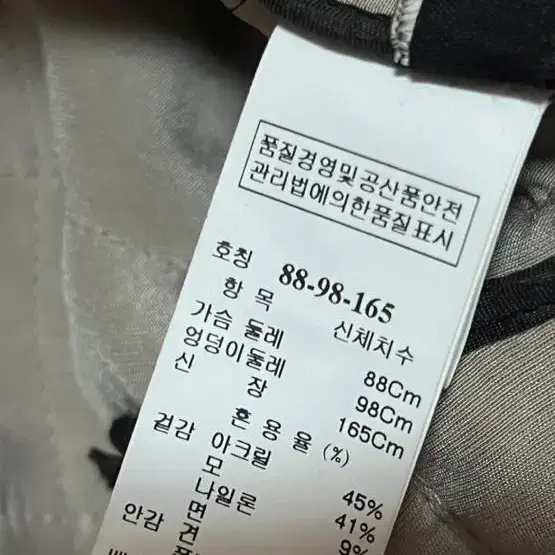 품질경영및공산품안전
관리법에의한품질표시
호칭 88-98-165
항 목 신체치수
가슴 둘레 88Cm
엉덩이둘레 98Cm
신 장 165Cm
혼 용 율 (%)
겉감 아크릴 45%
모 41%
나일론 9%
안감 면
견